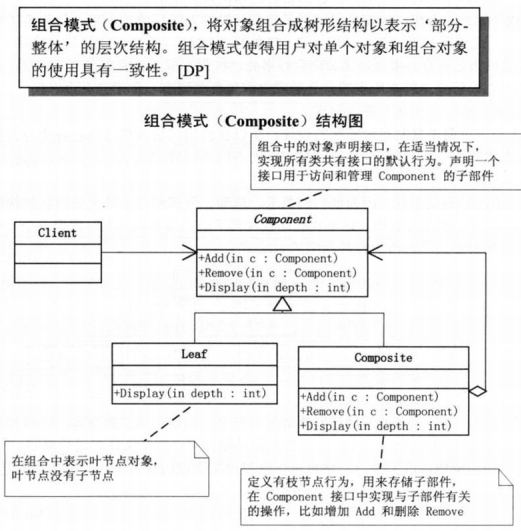 组合模式（Composite），将对象组合成树形结构以表示‘部分-
整体’的层次结构。组合模式使得用户对单个对象和组合对象
的使用具有一致性。[DP]
组合模式（Composite）结构图
组合中的对象声明接口，在适当情况下，
实现所有类共有接口的默认行为。声明一个
接口用于访问和管理 Component 的子部件
Component
+Add(in c : Component)
+Remove(in c : Component)
+Display(in depth : int)
Client
Leaf
+Display(in depth : int)
Composite
+Add(in c : Component)
+Remove(in c : Component)
+Display(in depth : int)
在组合中表示叶节点对象，
叶节点没有子节点
定义有枝节点行为，用来存储子部件，
在 Component 接口中实现与子部件有关
的操作，比如增加 Add 和删除 Remove